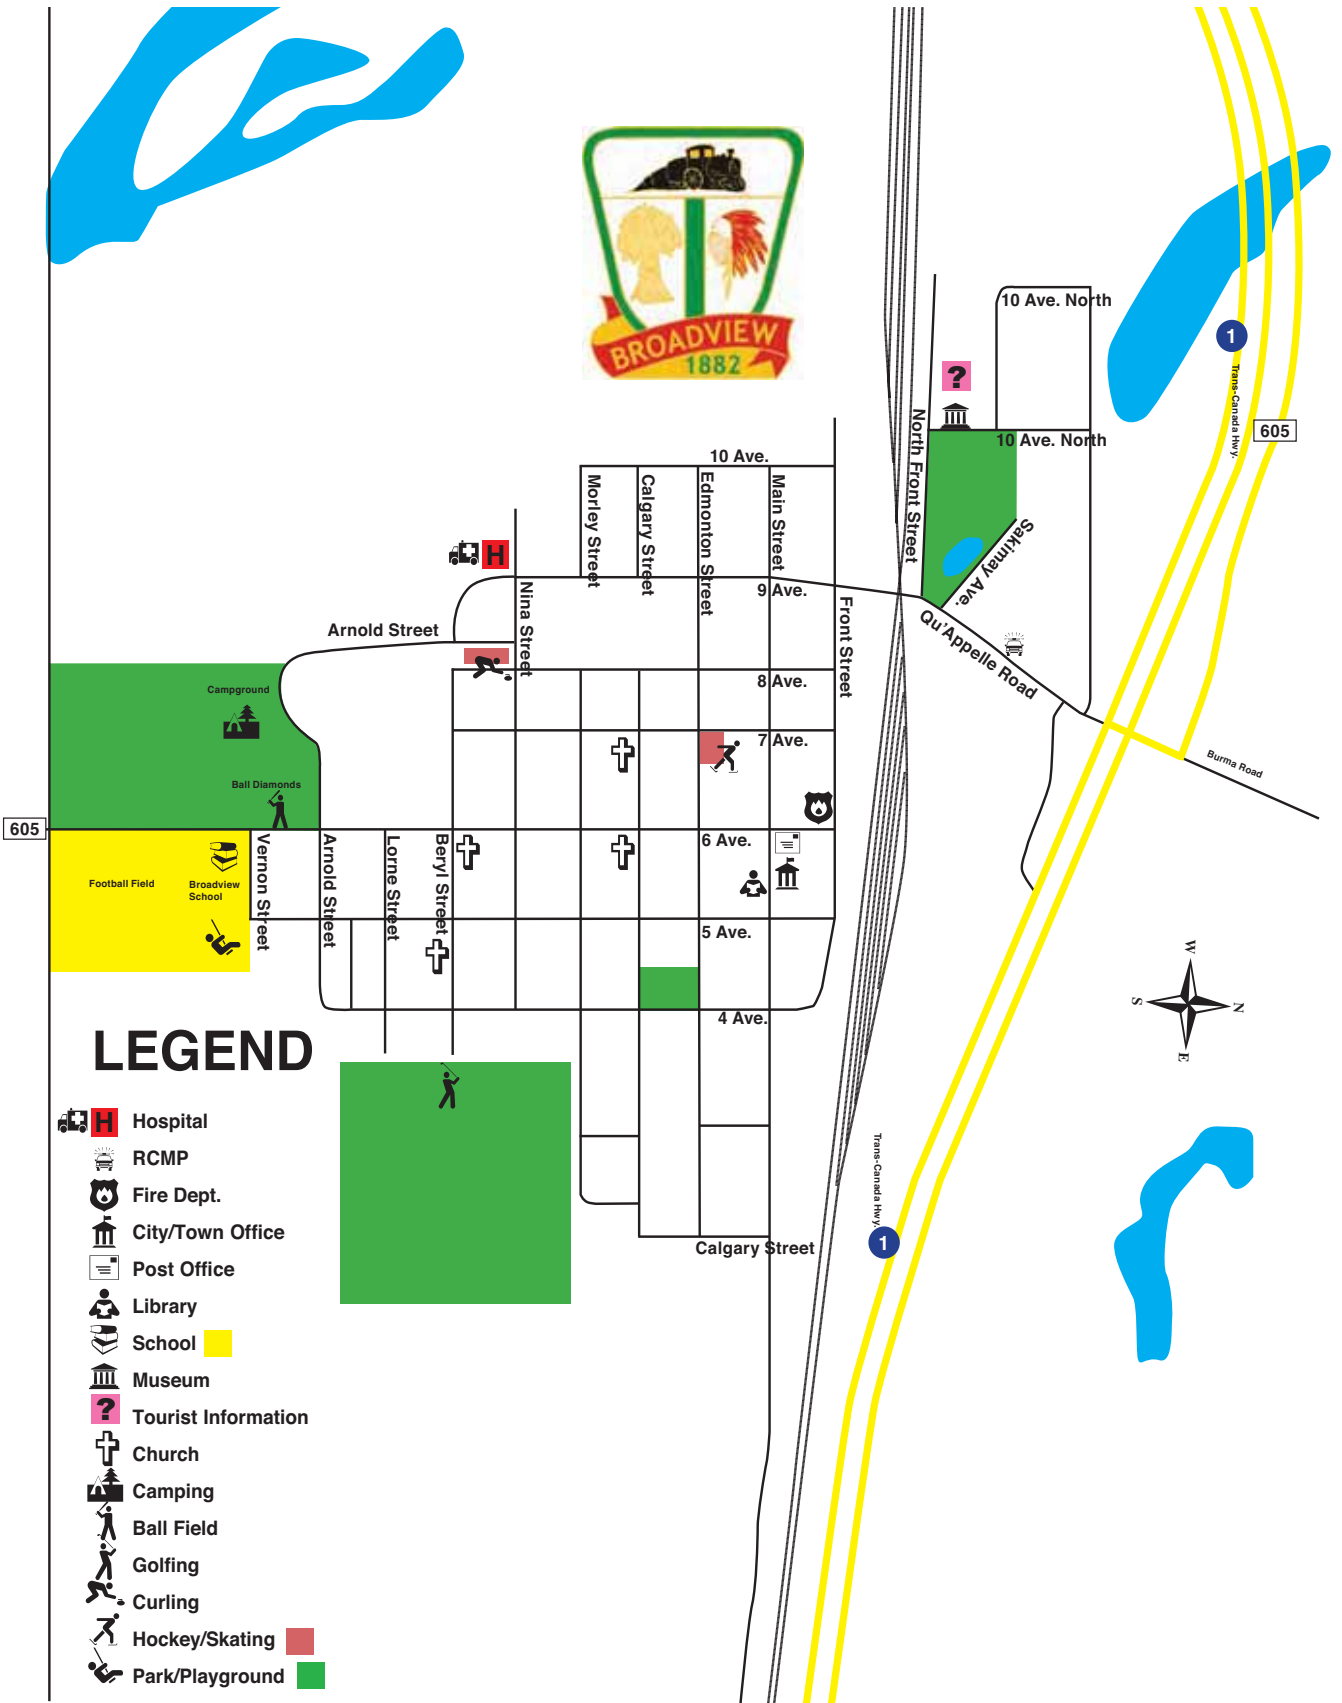 BROADVIEW
1882
10 Ave. North
1
Trans-Canada Hwy.
605
?
North Front Street
10 Ave. North
10 Ave.
Morley Street
Calgary Street
Edmonton Street
Main Street
Sakimay Ave.
H
9 Ave.
Nina Street
Front Street
Qu'Appelle Road
Arnold Street
8 Ave.
Campground
7 Ave.
Burma Road
Ball Diamonds
605
6 Ave.
Vernon Street
Arnold Street
Lorne Street
Beryl Street
Football Field
Broadview
School
5 Ave.
W
S
N
E
4 Ave.
LEGEND
H
Hospital
RCMP
Fire Dept.
City/Town Office
Post Office
Library
School
Museum
?
Tourist Information
Church
Camping
Ball Field
Golfing
Curling
Hockey/Skating
Park/Playground
Trans-Canada Hwy.
1
Calgary Street